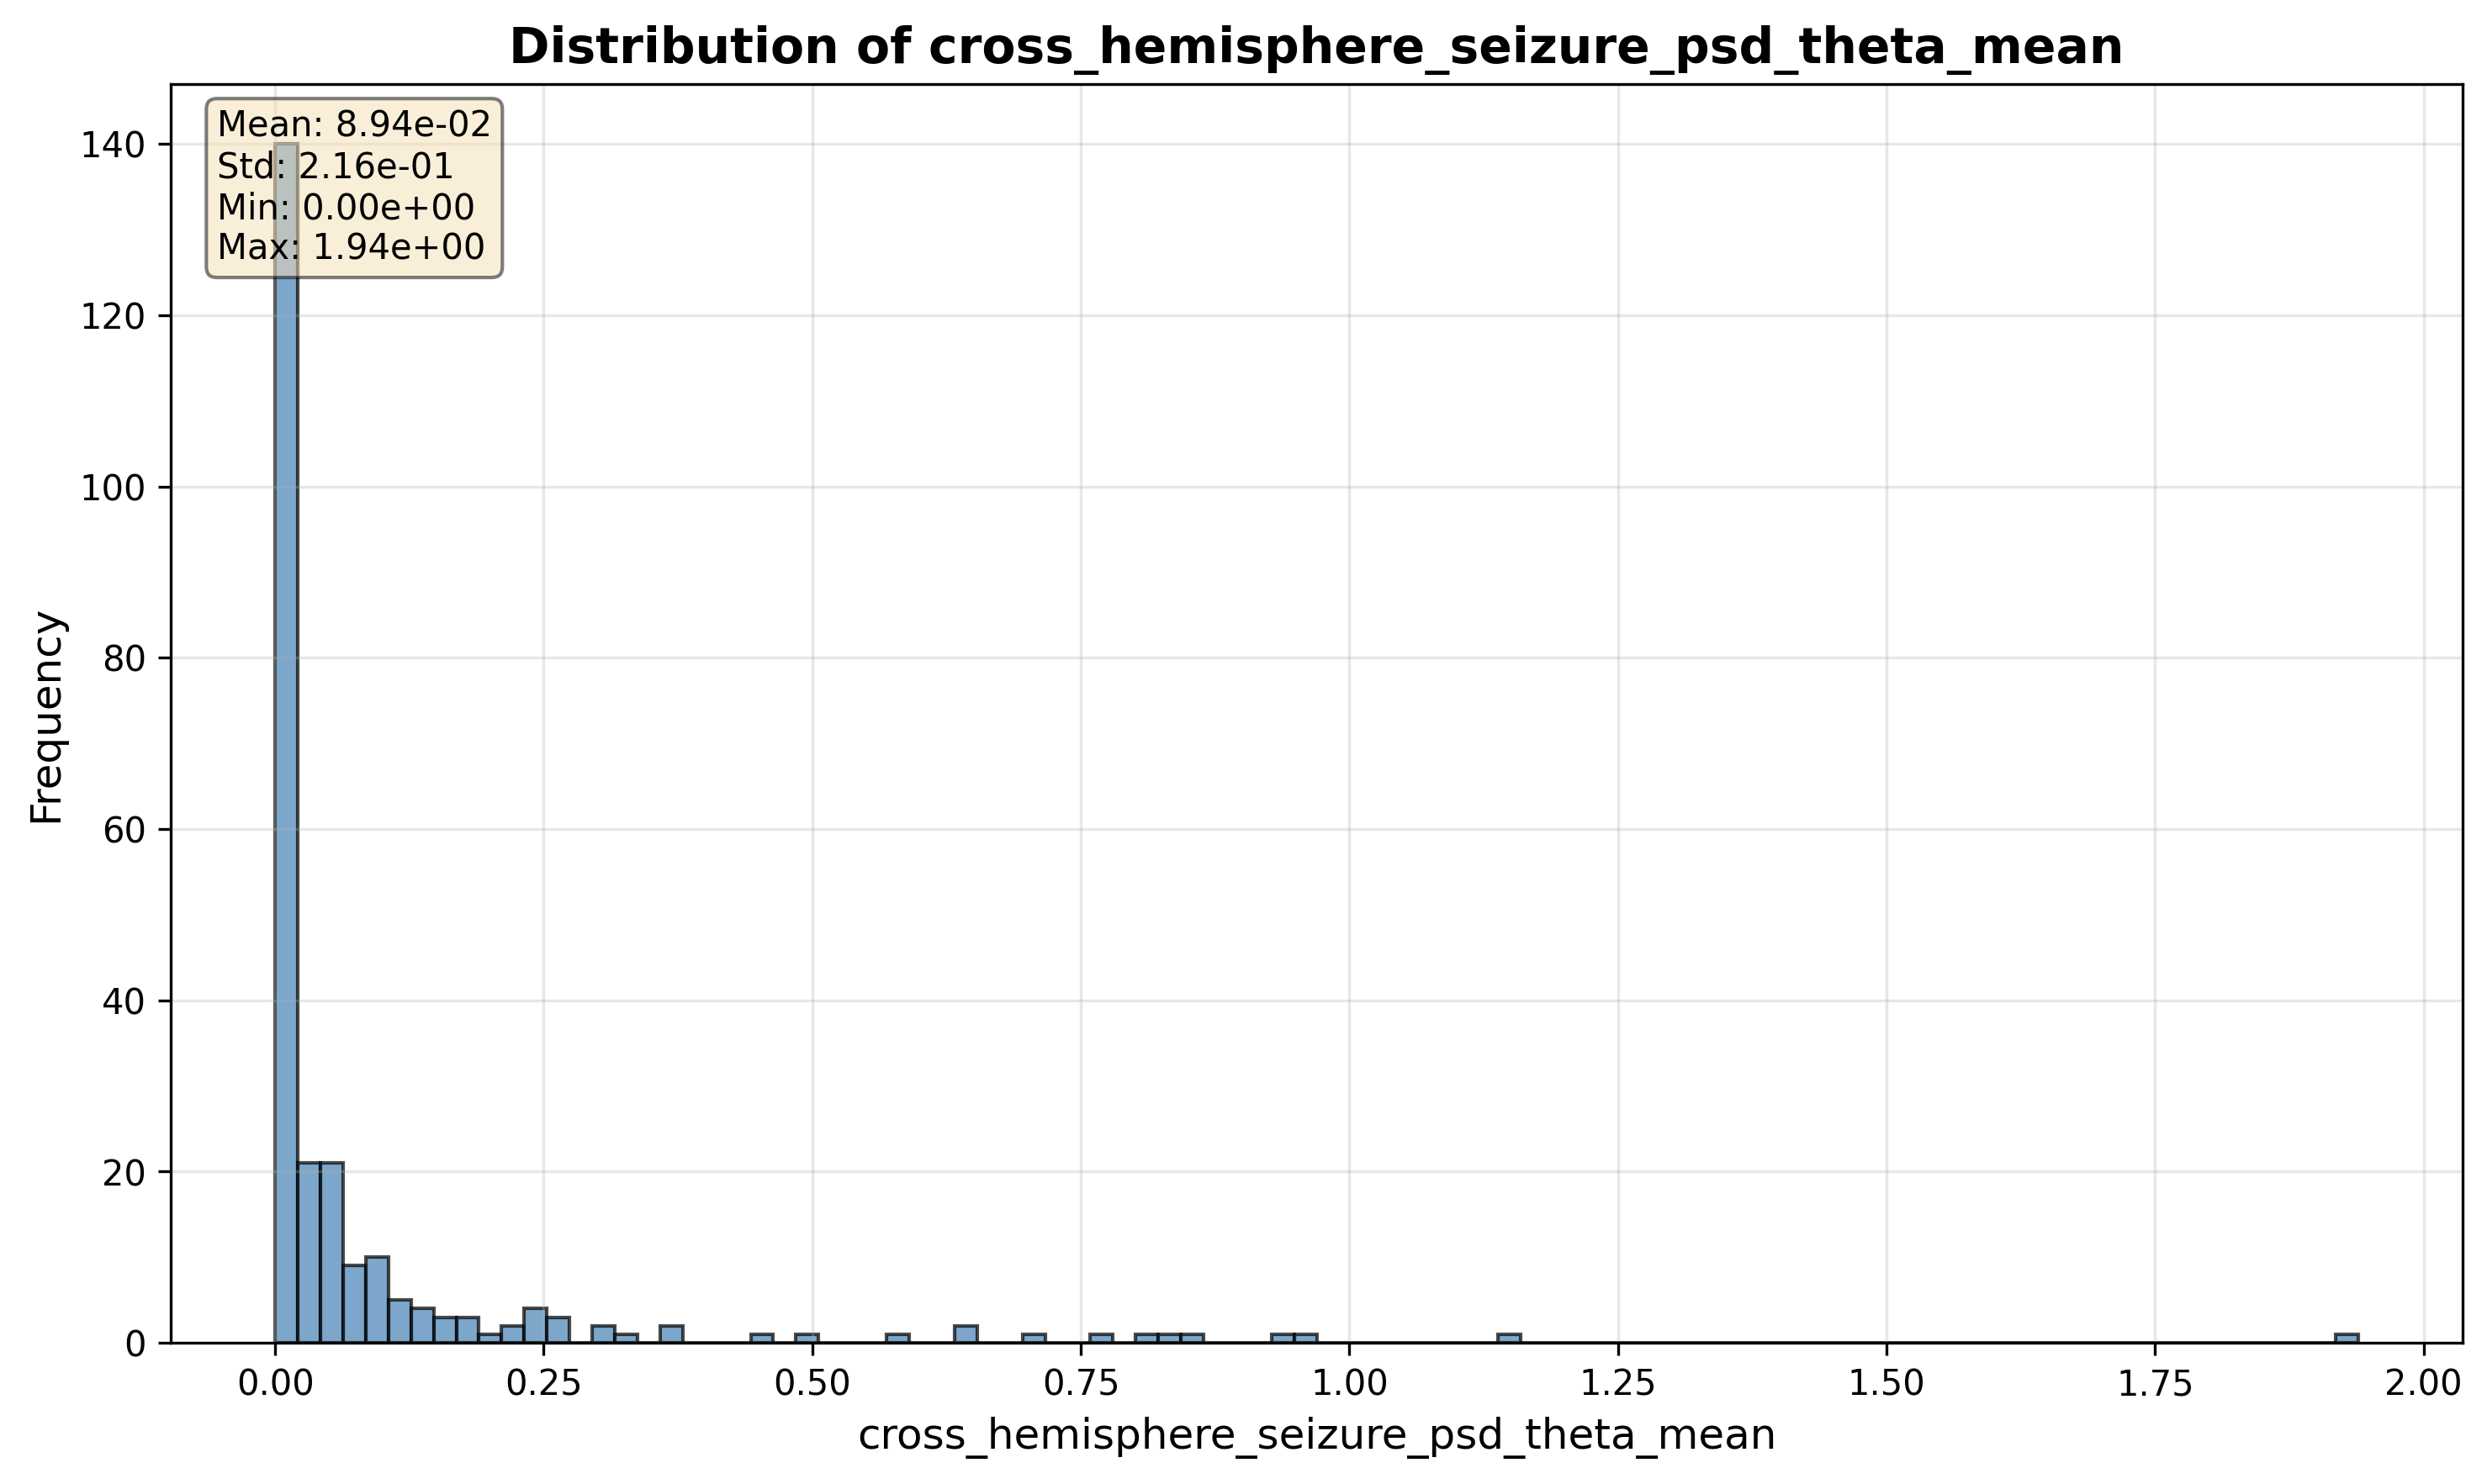 Distribution of cross_hemisphere_seizure_psd_theta_mean
Mean: 8.94e-02
Std: 2.16e-01
Min: 0.00e+00
Max: 1.94e+00
140
120
100
80
60
40
20
0
Frequency
0.00 0.25 0.50 0.75 1.00 1.25 1.50 1.75 2.00
cross_hemisphere_seizure_psd_theta_mean